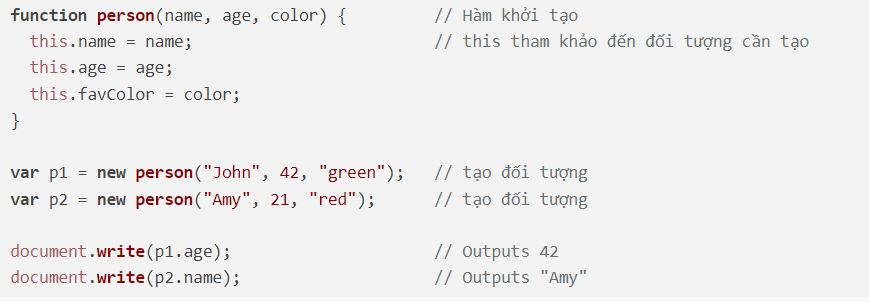 function person(name, age, color) { // Hàm khởi tạo
this.name = name; // this tham khảo đến đối tượng cần tạo
this.age = age;
this.favColor = color;
}
var p1 = new person("John", 42, "green"); // tạo đối tượng
var p2 = new person("Amy", 21, "red"); // tạo đối tượng
document.write(p1.age); // Outputs 42
document.write(p2.name); // Outputs "Amy"